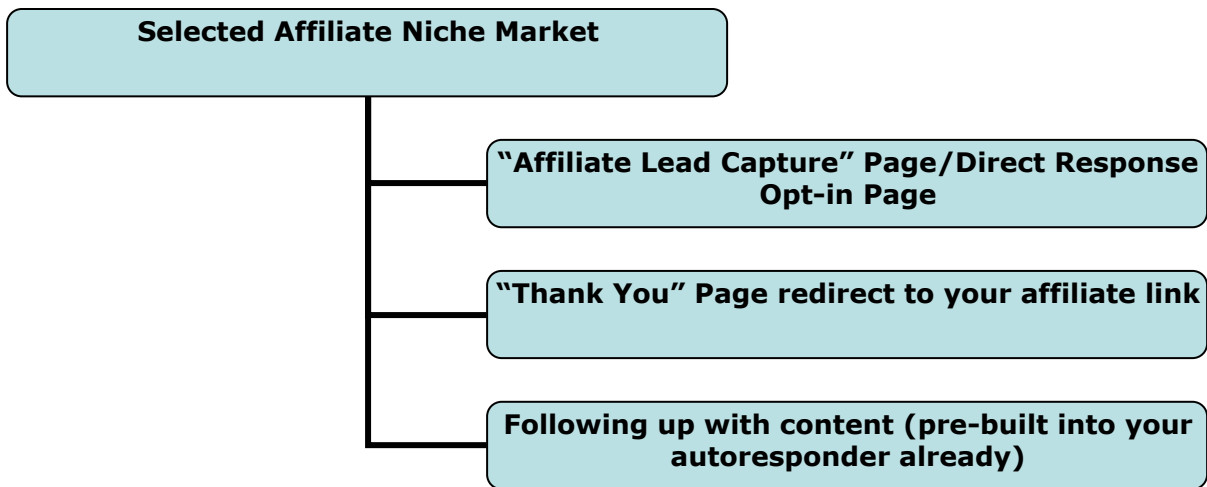 Selected Affiliate Niche Market
“Affiliate Lead Capture” Page/Direct Response
Opt-in Page
“Thank You” Page redirect to your affiliate link
Following up with content (pre-built into your
autoresponder already)